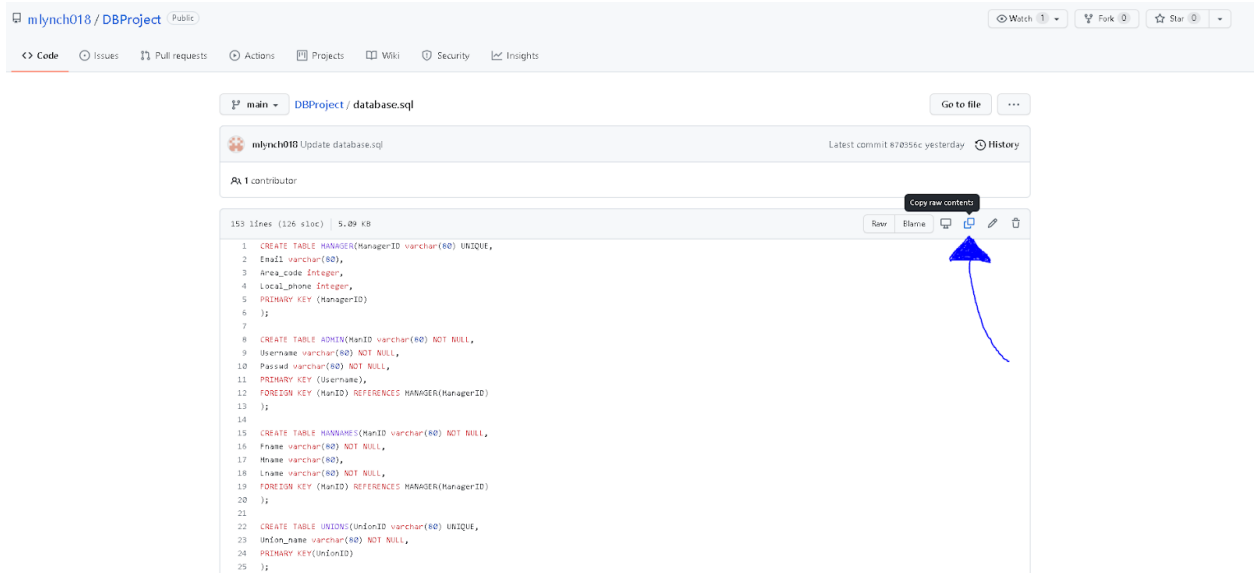 mlynch018 / DBProject Public
Watch 1 Fork 0 Star 0
Code Issues Pull requests Actions Projects Wiki Security Insights
main DBProject / database.sql Go to file ...
mlynch018 Update database.sql Latest commit 870356c yesterday History
1 contributor
Copy raw contents
153 lines (126 sloc) 5.09 KB Raw Blame
1 CREATE TABLE MANAGER(ManagerID varchar(80) UNIQUE,
2 Email varchar(80),
3 Area_code integer,
4 Local_phone integer,
5 PRIMARY KEY (ManagerID)
6 );
7
8 CREATE TABLE ADMIN(ManID varchar(80) NOT NULL,
9 Username varchar(80) NOT NULL,
10 Passwd varchar(80) NOT NULL,
11 PRIMARY KEY (Username),
12 FOREIGN KEY (ManID) REFERENCES MANAGER(ManagerID)
13 );
14
15 CREATE TABLE MANNAMES(ManID varchar(80) NOT NULL,
16 Fname varchar(80) NOT NULL,
17 Mname varchar(80),
18 Lname varchar(80) NOT NULL,
19 FOREIGN KEY (ManID) REFERENCES MANAGER(ManagerID)
20 );
21
22 CREATE TABLE UNIONS(UnionID varchar(80) UNIQUE,
23 Union_name varchar(80) NOT NULL,
24 PRIMARY KEY(UnionID)
25 );